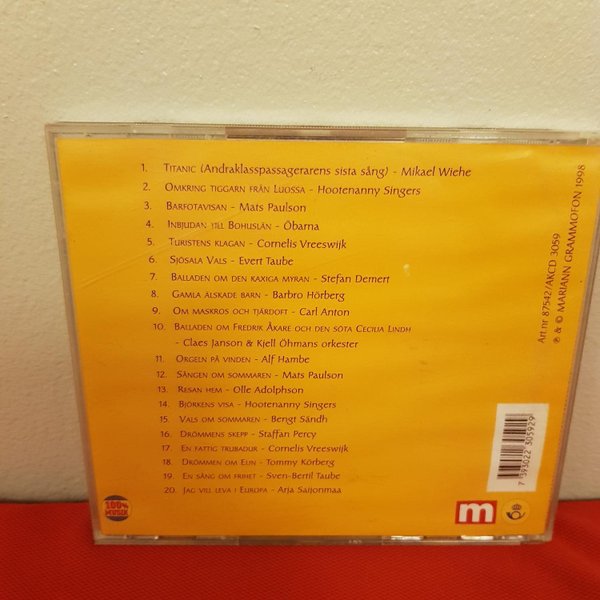 1. Titanic (Andraklasspassagerarens sista sång) - Mikael Wiehe
2. Omkring tiggarn från Luossa - Hootenanny Singers
3. Barfotavisan - Mats Paulson
4. Inbjudan till Bohuslän - Öbarna
5. Turistens klagan - Cornelis Vreeswijk
6. Sjösala Vals - Evert Taube
7. Balladen om den kaxiga myran - Stefan Demert
8. Gamla älskade barn - Barbro Hörberg
9. Om maskros och tjärdoft - Carl Anton
10. Balladen om Fredrik Åkare och den söta Cecilia Lindh
- Claes Janson & Kjell Öhmans orkester
11. Orgeln på vinden - Alf Hambe
12. Sången om sommaren - Mats Paulson
13. Resan hem - Olle Adolphson
14. Björkens visa - Hootenanny Singers
15. Vals om sommaren - Bengt Sändh
16. Drömmens skepp - Staffan Percy
17. En fattig trubadur - Cornelis Vreeswijk
18. Drömmen om Elin - Tommy Körberg
19. En sång om frihet - Sven-Bertil Taube
20. Jag vill leva i Europa - Arja Saijonmaa
Art.nr 87542/AKCD 3059
℗ & © MARIANN GRAMMOFON 1998
7 393022 305929
100% MUSIK
m